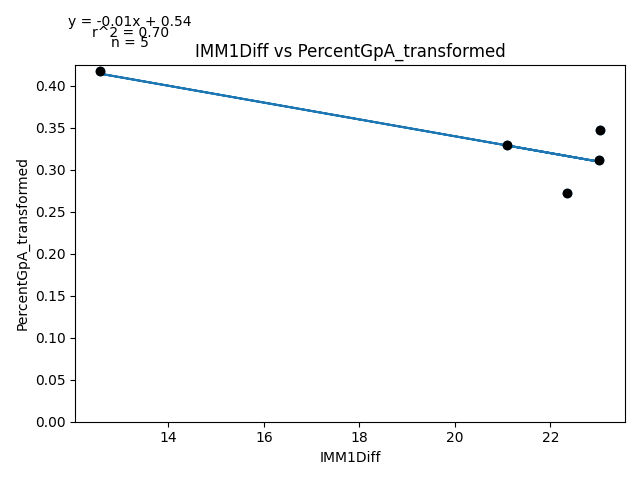 y = -0.01x + 0.54
r^2 = 0.70
n = 5
IMM1Diff vs PercentGpA_transformed
PercentGpA_transformed
0.40
0.35
0.30
0.25
0.20
0.15
0.10
0.05
0.00
14 16 18 20 22
IMM1Diff